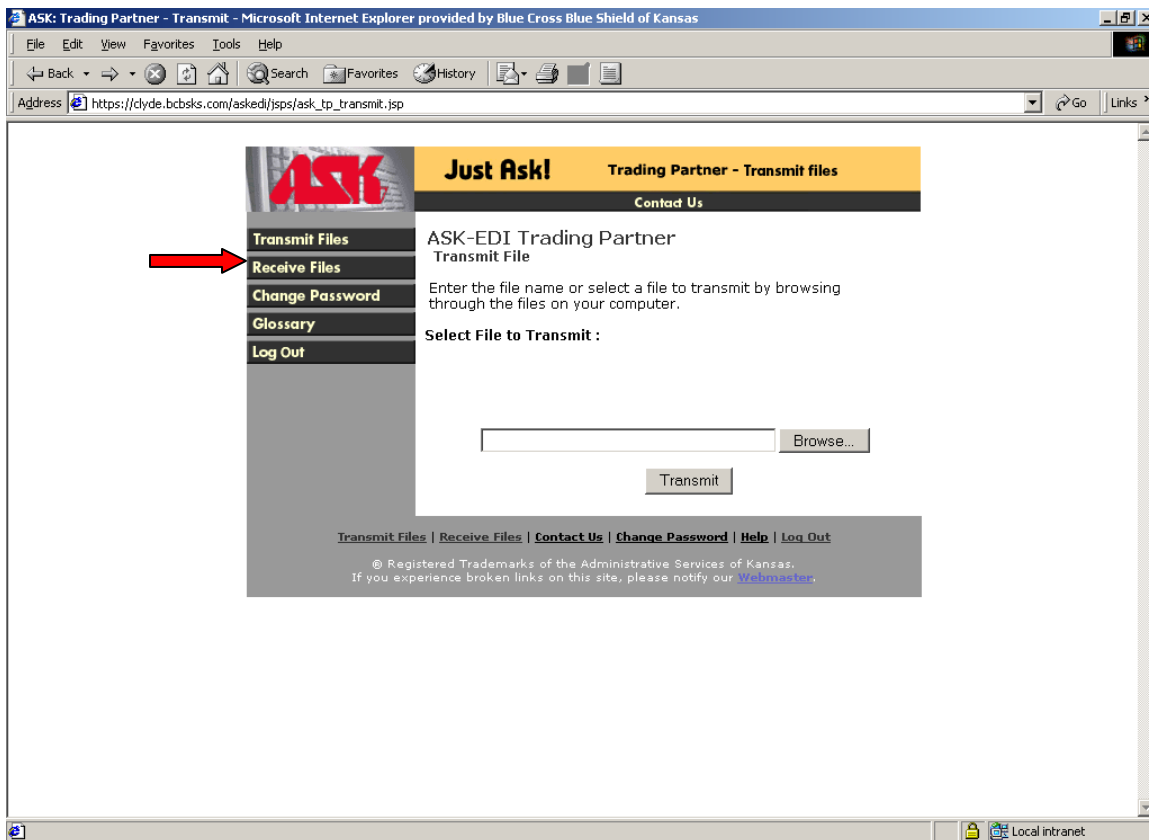 ASK: Trading Partner - Transmit - Microsoft Internet Explorer provided by Blue Cross Blue Shield of Kansas
File Edit View Favorites Tools Help
Back Search Favorites History
Address https://clyde.bcbsks.com/askedi/jsps/ask_tp_transmit.jsp Go Links
ASK Just Ask! Trading Partner - Transmit files
Contact Us
Transmit Files
Receive Files
Change Password
Glossary
Log Out
ASK-EDI Trading Partner
Transmit File
Enter the file name or select a file to transmit by browsing
through the files on your computer.
Select File to Transmit :
Browse...
Transmit
Transmit Files | Receive Files | Contact Us | Change Password | Help | Log Out
® Registered Trademarks of the Administrative Services of Kansas.
If you experience broken links on this site, please notify our Webmaster.
Local intranet